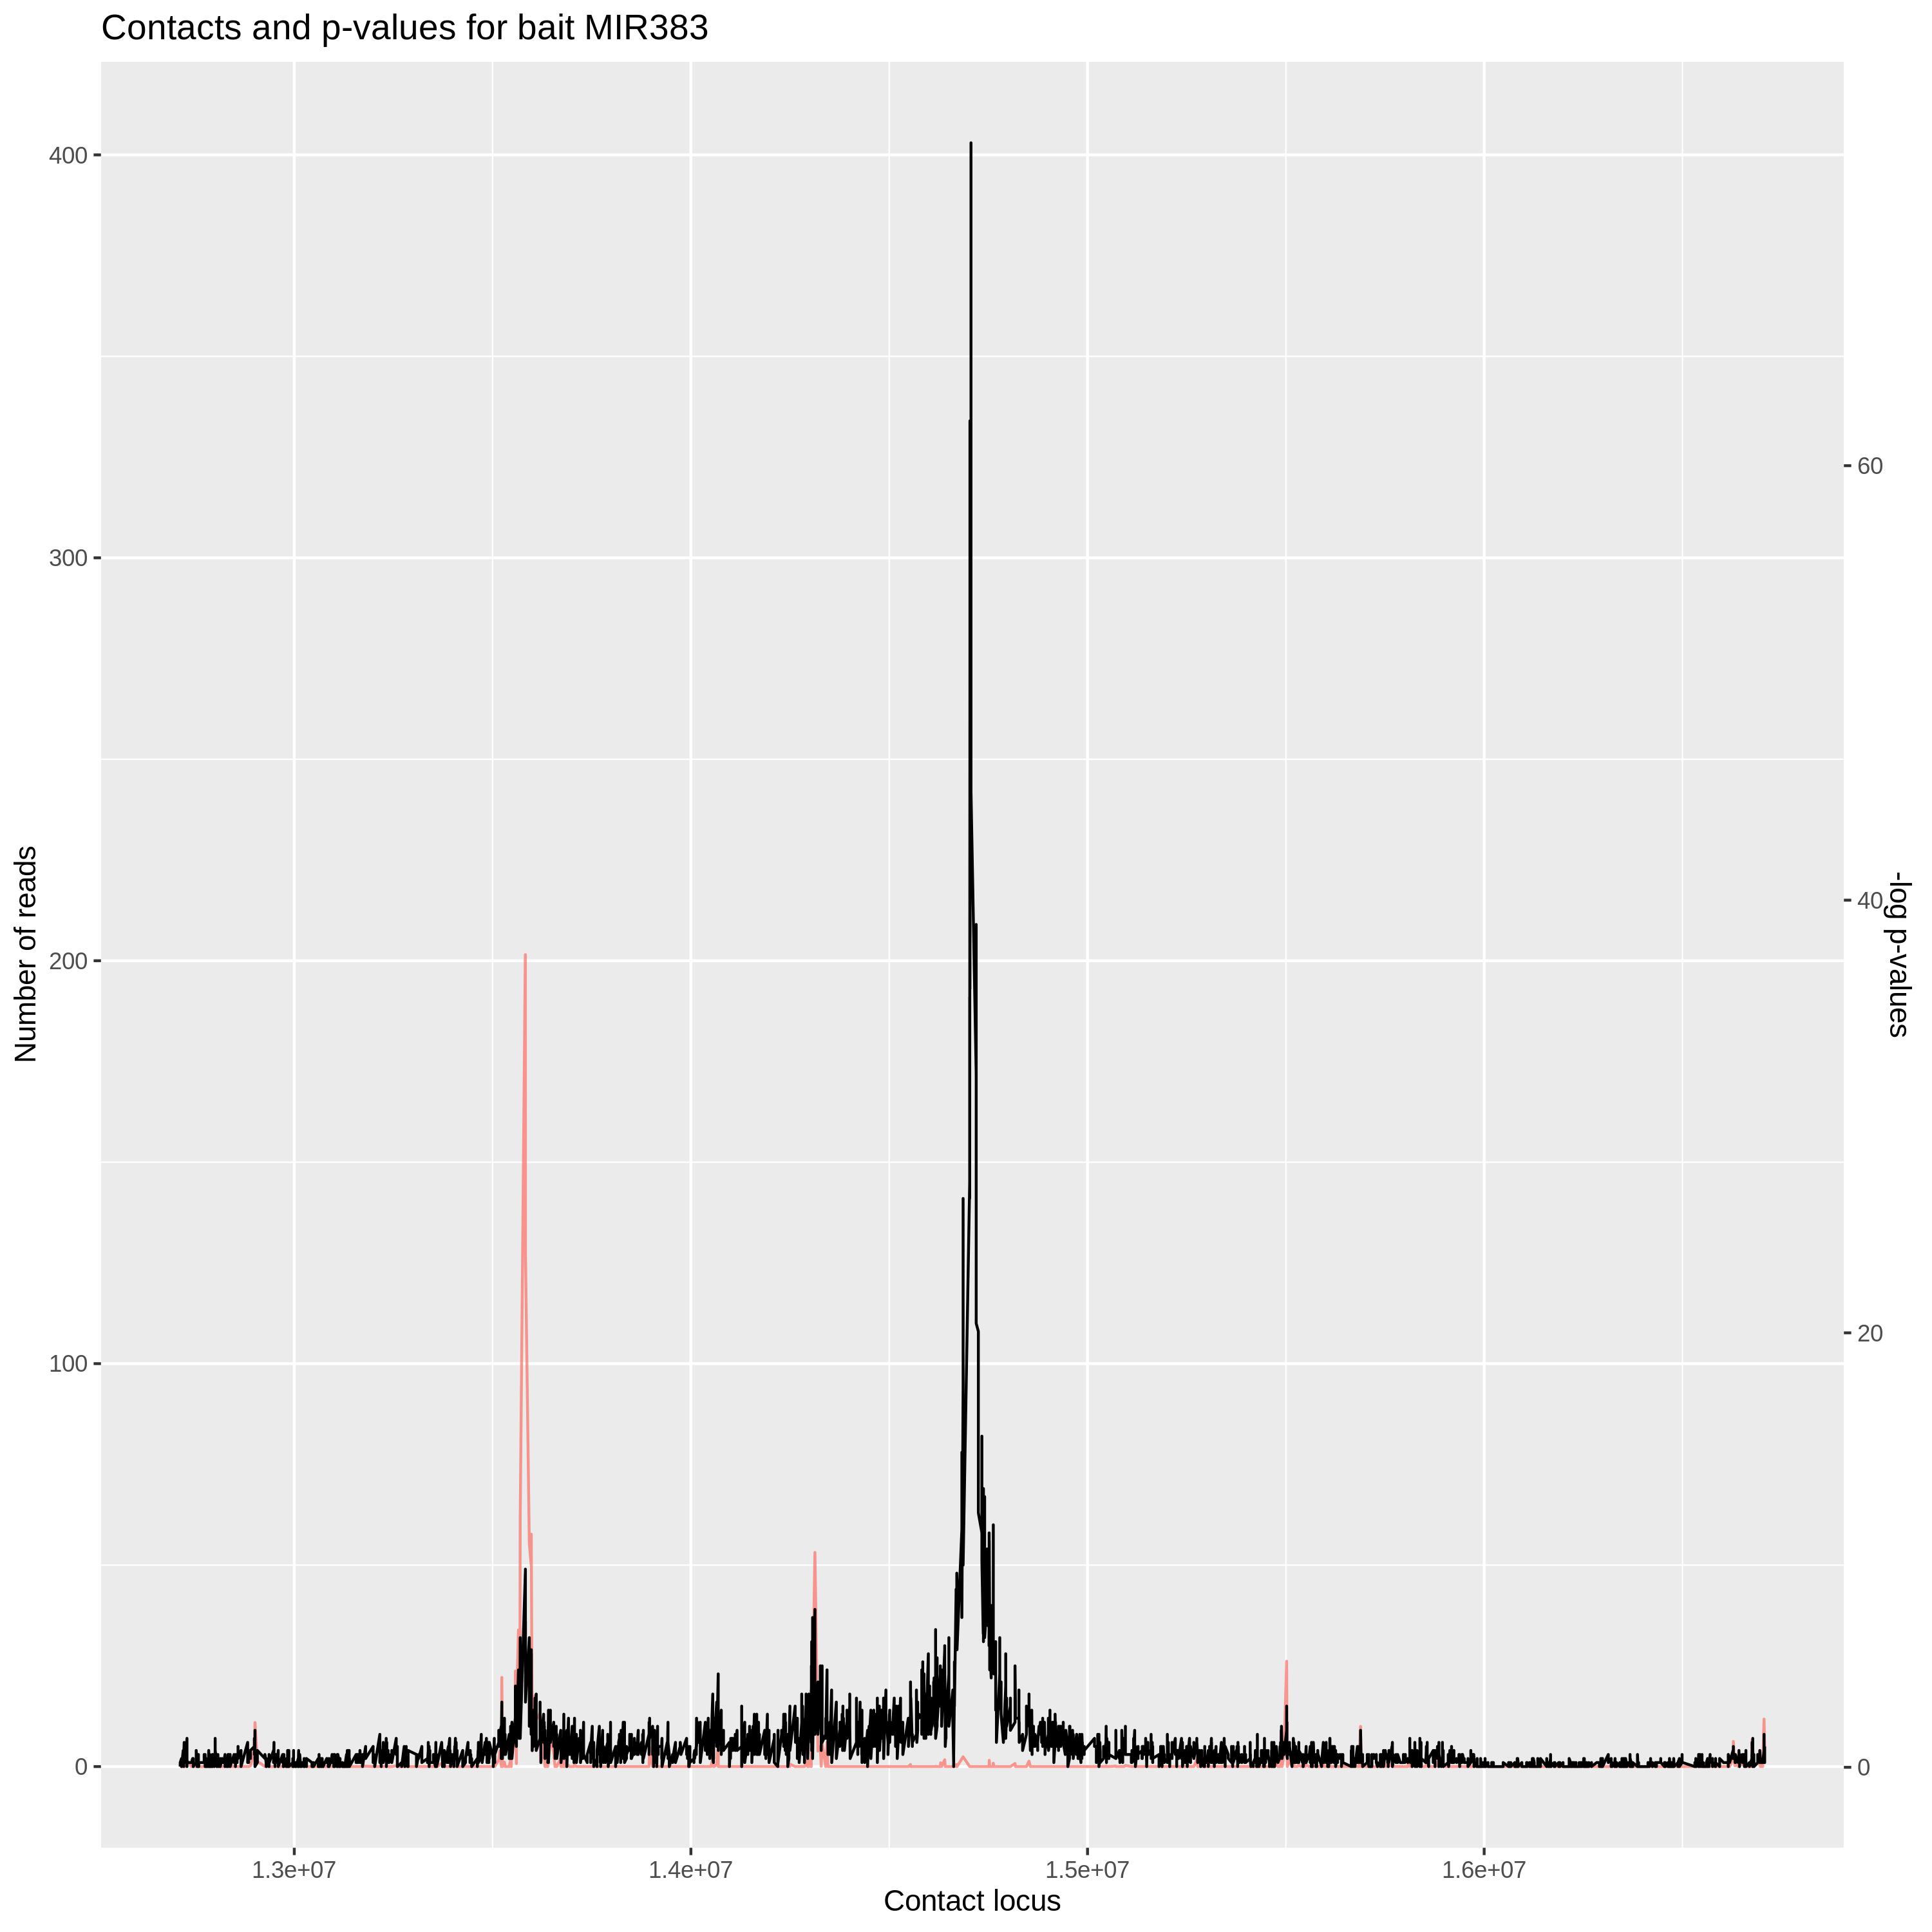 Contacts and p-values for bait MIR383
400
300
200
100
0
Number of reads
60
40
20
0
-log p-values
1.3e+07
1.4e+07
1.5e+07
1.6e+07
Contact locus